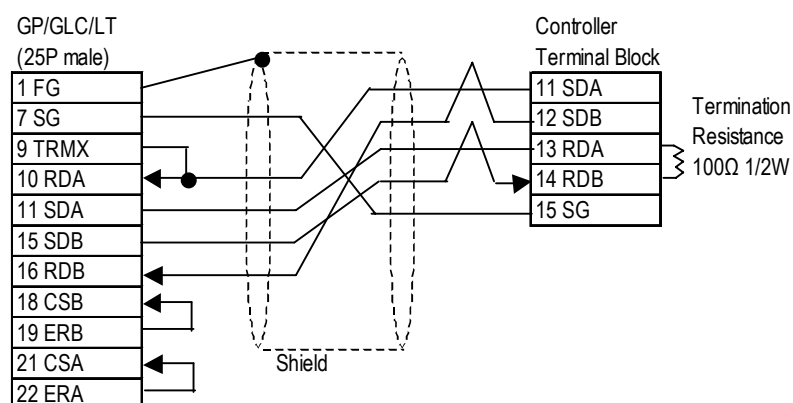 GP/GLC/LT
(25P male)
1 FG
7 SG
9 TRMX
10 RDA
11 SDA
15 SDB
16 RDB
18 CSB
19 ERB
21 CSA
22 ERA
Shield
Controller
Terminal Block
11 SDA
12 SDB
13 RDA
14 RDB
15 SG
Termination
Resistance
100Ω 1/2W